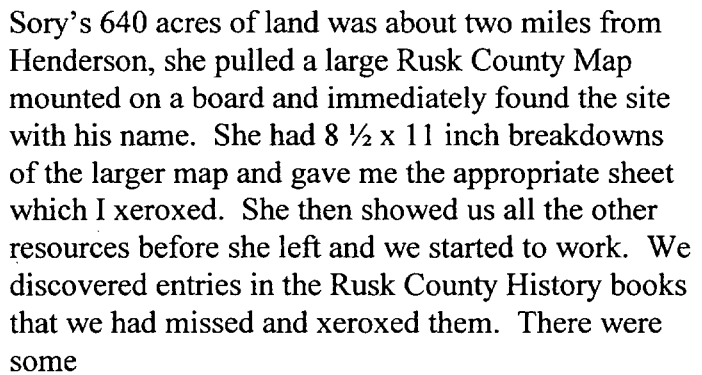 Sory's 640 acres of land was about two miles from
Henderson, she pulled a large Rusk County Map
mounted on a board and immediately found the site
with his name.  She had 8 ½ x 11 inch breakdowns
of the larger map and gave me the appropriate sheet
which I xeroxed.  She then showed us all the other
resources before she left and we started to work.  We
discovered entries in the Rusk County History books
that we had missed and xeroxed them.  There were
some